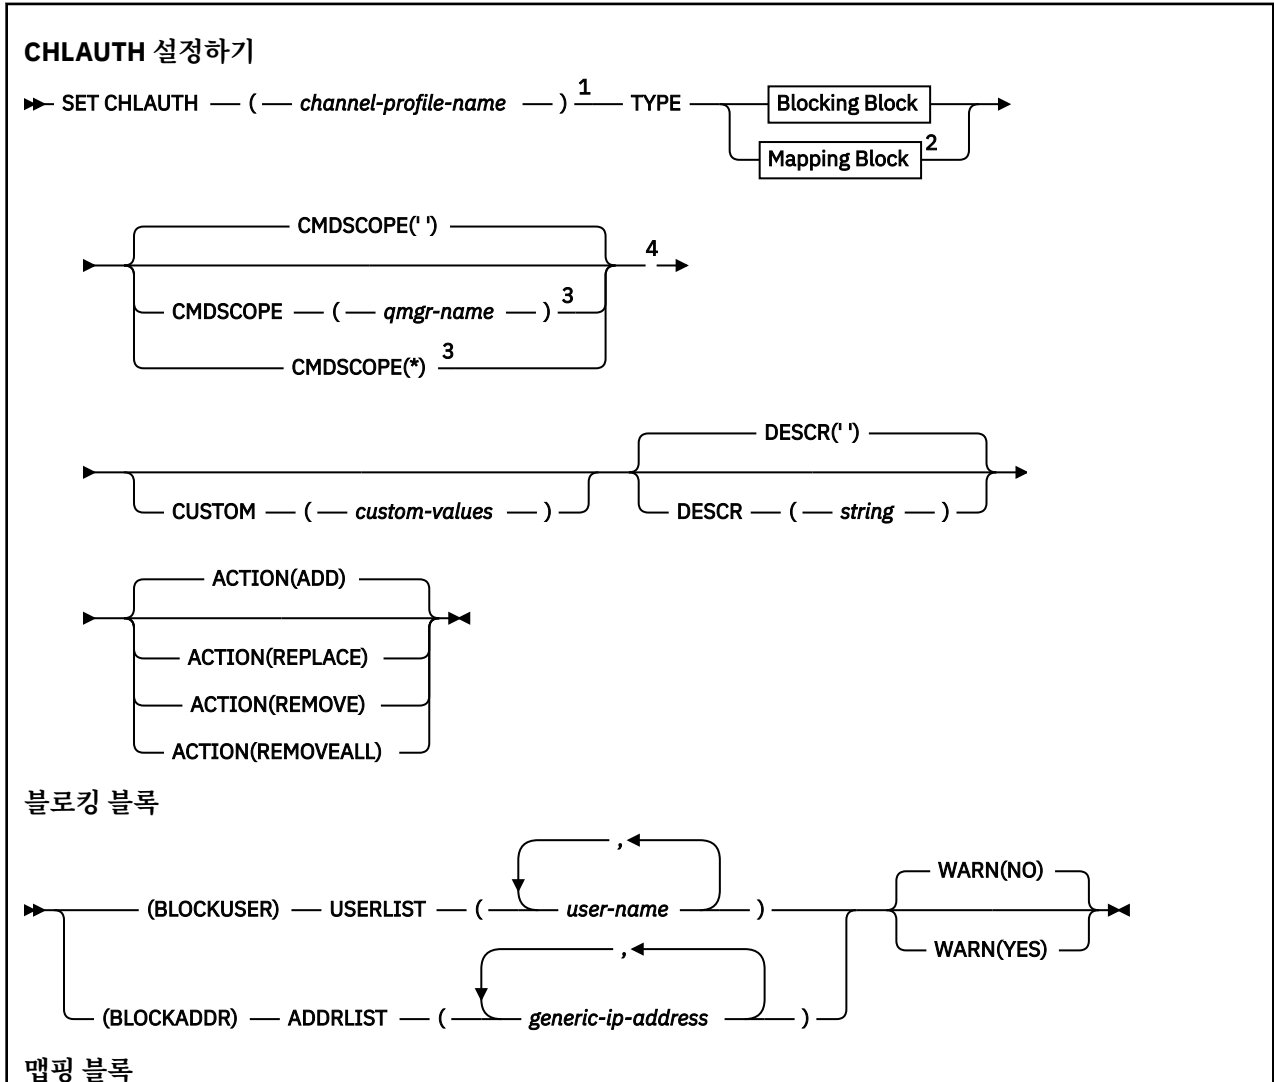 CHLAUTH 설정하기
SET CHLAUTH ( channel-profile-name ) 1 TYPE Blocking Block
Mapping Block 2
CMDSCOPE(' ')
4
CMDSCOPE ( qmgr-name ) 3
CMDSCOPE(*) 3
DESCR(' ')
CUSTOM ( custom-values ) DESCR ( string )
ACTION(ADD)
ACTION(REPLACE)
ACTION(REMOVE)
ACTION(REMOVEALL)
블로킹 블록
,
WARN(NO)
(BLOCKUSER) USERLIST ( user-name )
WARN(YES)
,
(BLOCKADDR) ADDRLIST ( generic-ip-address )
맵핑 블록